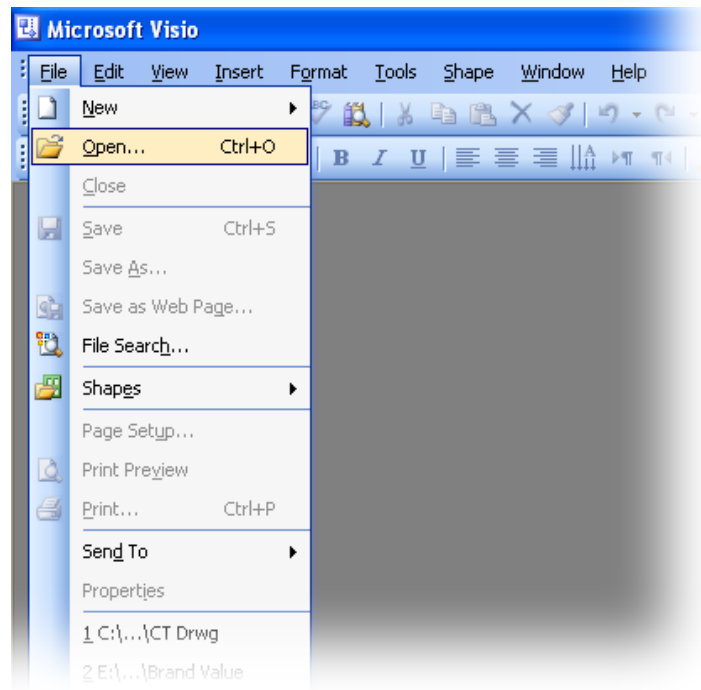 Microsoft Visio
File Edit View Insert Format Tools Shape Window Help
New
Open... Ctrl+O
B I U
Close
Save Ctrl+S
Save As...
Save as Web Page...
File Search...
Shapes
Page Setup...
Print Preview
Print... Ctrl+P
Send To
Properties
1 C:\...\CT Drwg
2 E:\...\Brand Value